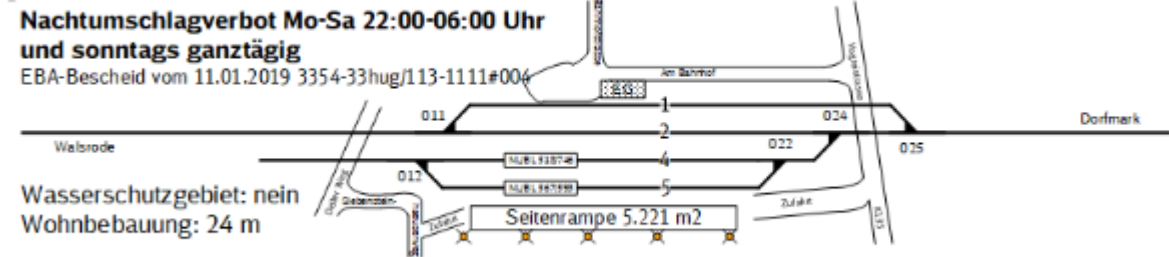 Nachtumschlagverbot Mo-Sa 22:00-06:00 Uhr
und sonntags ganztägig
EBA-Bescheid vom 11.01.2019 3354-33hug/113-1111#004
Am Bahnhof
1
011
024
Dorfmark
2
Walsrode
022
025
4
012
5
Wasserschutzgebiet: nein
Wohnbebauung: 24 m
Zufahrt
Seitenrampe 5.221 m2
Zufahrt